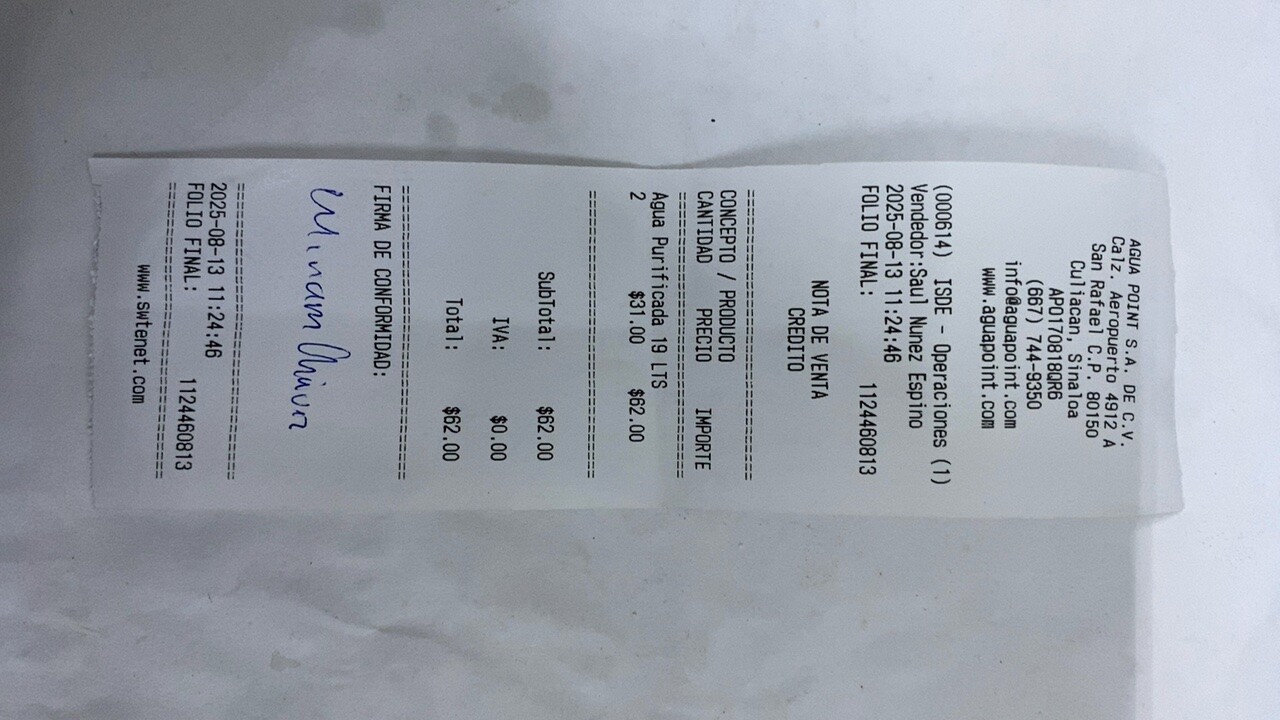 AGUA POINT S.A. DE C.V.
Calz. Aeropuerto 4912 A
San Rafael C.P. 80150
Culiacan, Sinaloa
APO170818QR6
(667) 744-9350
info@aguapoint.com
www.aguapoint.com
(000614) ISDE - Operaciones (1)
Vendedor:Saul Nunez Espino
2025-08-13 11:24:46
FOLIO FINAL: 1124460813
NOTA DE VENTA
CREDITO
================================
CONCEPTO / PRODUCTO
CANTIDAD PRECIO IMPORTE
================================
Agua Purificada 19 LTS
2 $31.00 $62.00
================================
SubTotal: $62.00
IVA: $0.00
Total: $62.00
================================
FIRMA DE CONFORMIDAD:
Miriam
================================
2025-08-13 11:24:46
FOLIO FINAL: 1124460813
================================
www.swtenet.com